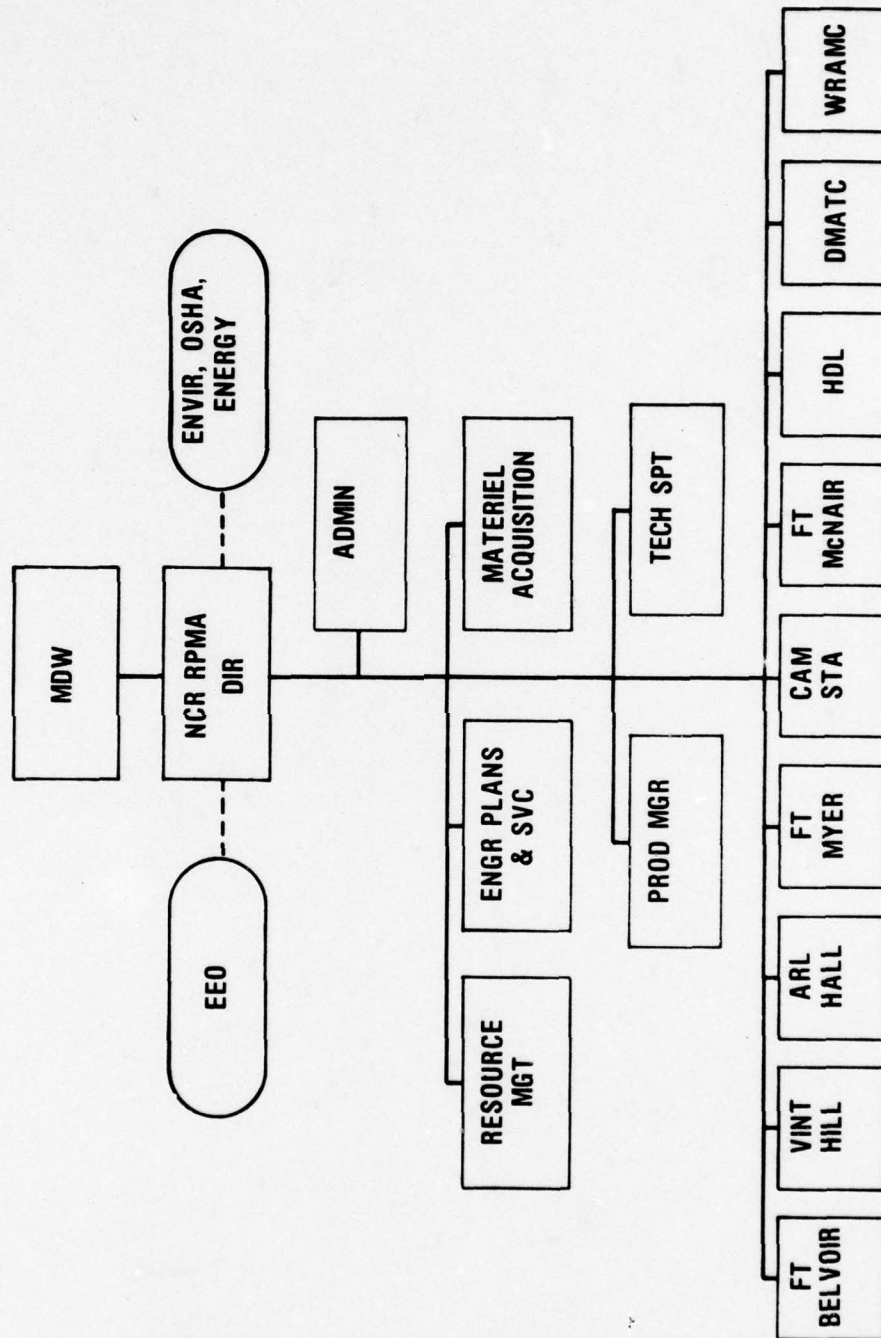 MDW
NCR RPMA
DIR
EEO
ENVIR, OSHA,
ENERGY
ADMIN
RESOURCE
MGT
ENGR PLANS
& SVC
MATERIEL
ACQUISITION
PROD MGR
TECH SPT
FT
BELVOIR
VINT
HILL
ARL
HALL
FT
MYER
CAM
STA
FT
McNAIR
HDL
DMATC
WRAMC